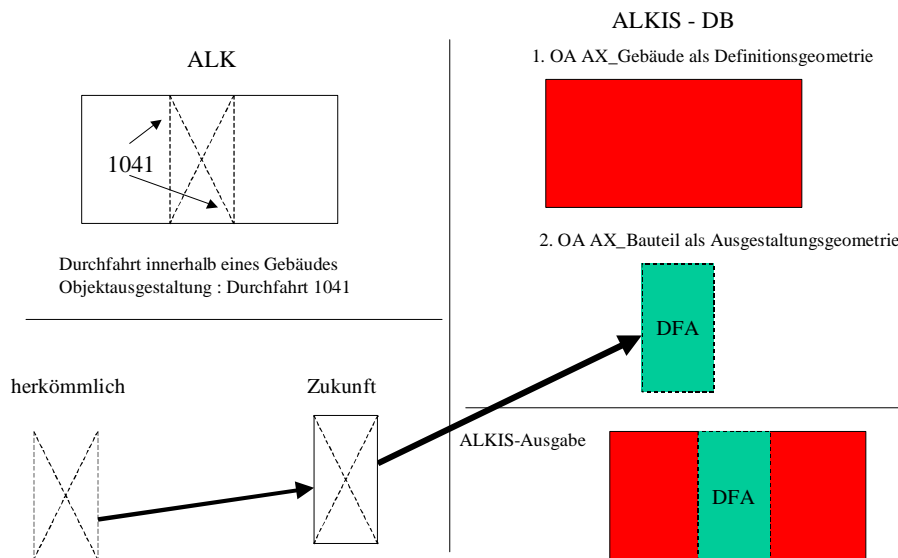 ALK
1041
Durchfahrt innerhalb eines Gebäudes
Objektausgestaltung : Durchfahrt 1041
herkömmlich
Zukunft
ALKIS - DB
1. OA AX_Gebäude als Definitionsgeometrie
2. OA AX_Bauteil als Ausgestaltungsgeometrie
DFA
ALKIS-Ausgabe
DFA